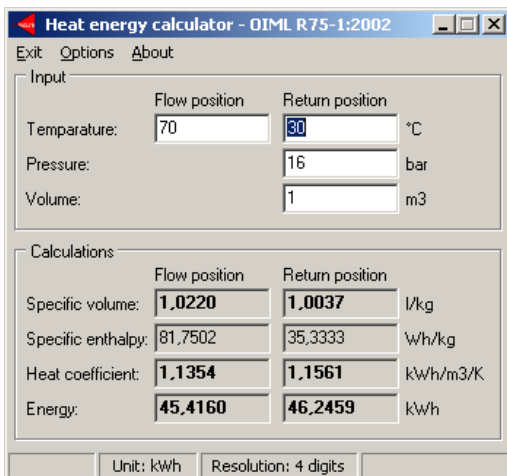 Heat energy calculator - OIML R75-1:2002
Exit Options About
Input
Flow position Return position
Temparature: 70 30 °C
Pressure: 16 bar
Volume: 1 m3
Calculations
Flow position Return position
Specific volume: 1,0220 1,0037 l/kg
Specific enthalpy: 81,7502 35,3333 Wh/kg
Heat coefficient: 1,1354 1,1561 kWh/m3/K
Energy: 45,4160 46,2459 kWh
Unit: kWh Resolution: 4 digits